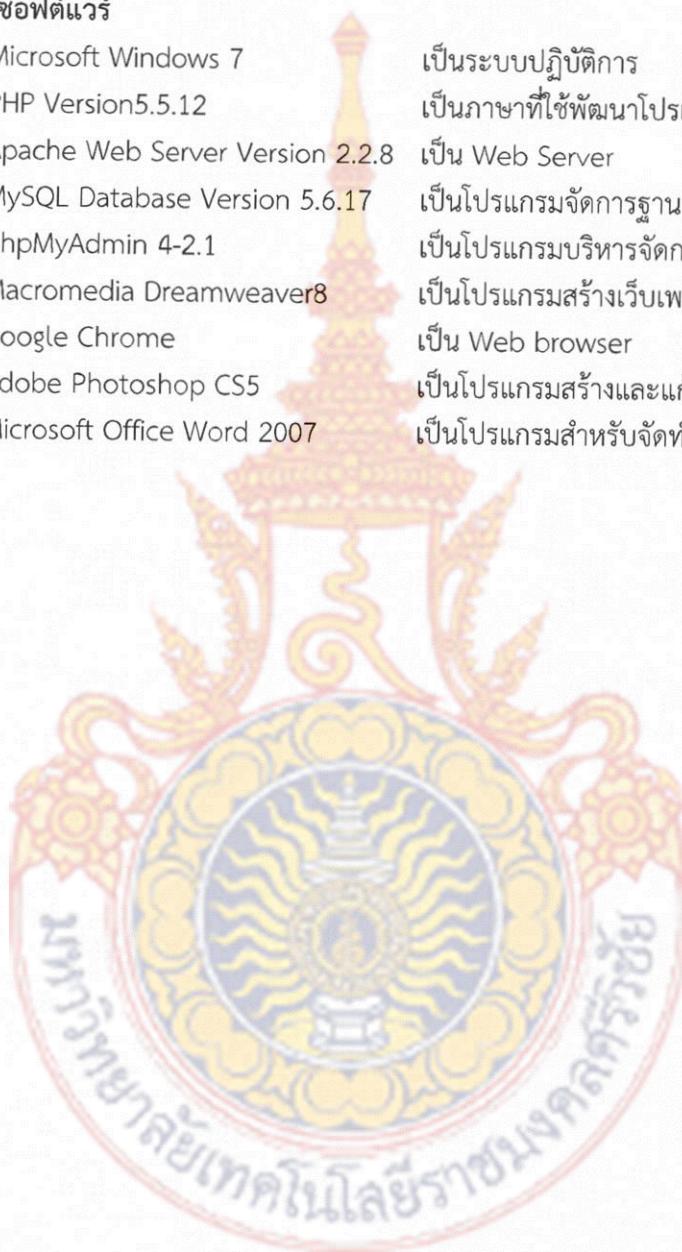 ซอฟต์แวร์
Microsoft Windows 7 เป็นระบบปฏิบัติการ
PHP Version5.5.12 เป็นภาษาที่ใช้พัฒนาโปรแ
Apache Web Server Version 2.2.8 เป็น Web Server
MySQL Database Version 5.6.17 เป็นโปรแกรมจัดการฐาน
hpMyAdmin 4-2.1 เป็นโปรแกรมบริหารจัดก
Macromedia Dreamweaver8 เป็นโปรแกรมสร้างเว็บเพ
oogle Chrome เป็น Web browser
dobe Photoshop CS5 เป็นโปรแกรมสร้างและแก้
Microsoft Office Word 2007 เป็นโปรแกรมสำหรับจัดทำ
มหาวิทยาลัยเทคโนโลยีราชมงคลศรีวิชัย